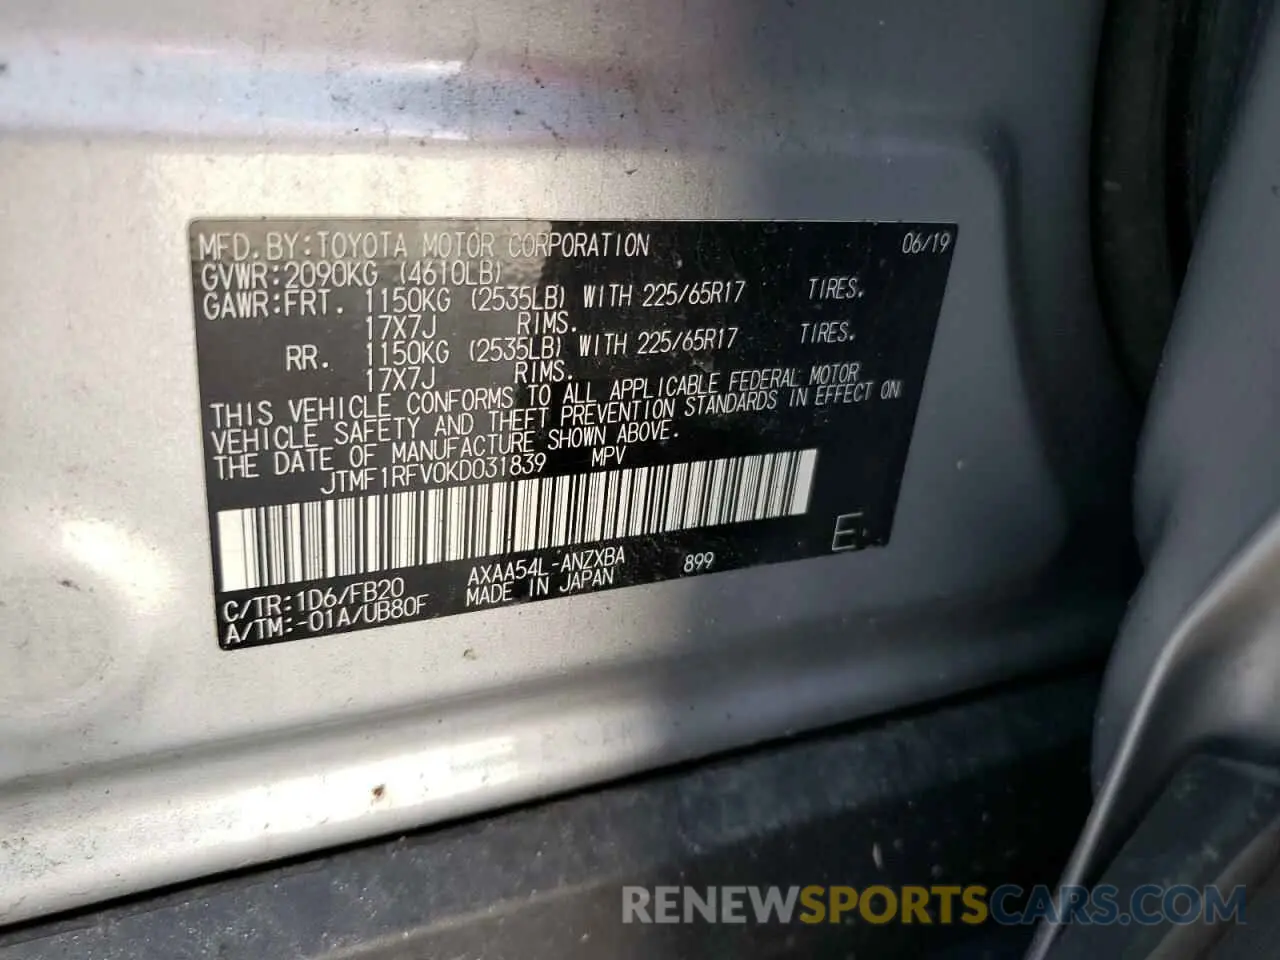 MFD.BY:TOYOTA MOTOR CORPORATION 06/19
GVWR:2090KG (4610LB)
GAWR:FRT. 1150KG (2535LB) WITH 225/65R17 TIRES.
17X7J RIMS.
RR. 1150KG (2535LB) WITH 225/65R17 TIRES.
17X7J RIMS.
THIS VEHICLE CONFORMS TO ALL APPLICABLE FEDERAL MOTOR
VEHICLE SAFETY AND THEFT PREVENTION STANDARDS IN EFFECT ON
THE DATE OF MANUFACTURE SHOWN ABOVE.
JTMF1RFV0KD031839 MPV
E.
C/TR:1D6/FB20 AXAA54L-ANZXBA 899
A/TM:-01A/UB80F MADE IN JAPAN
RENEWSPORTSCARS.COM